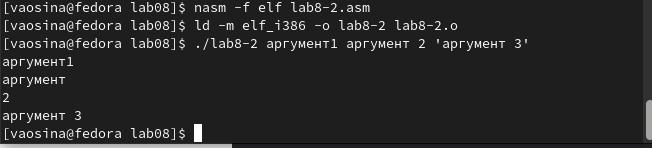 [vaosina@fedora lab08]$ nasm -f elf lab8-2.asm
[vaosina@fedora lab08]$ ld -m elf_i386 -o lab8-2 lab8-2.o
[vaosina@fedora lab08]$ ./lab8-2 аргумент1 аргумент 2 'аргумент 3'
аргумент1
аргумент
2
аргумент 3
[vaosina@fedora lab08]$